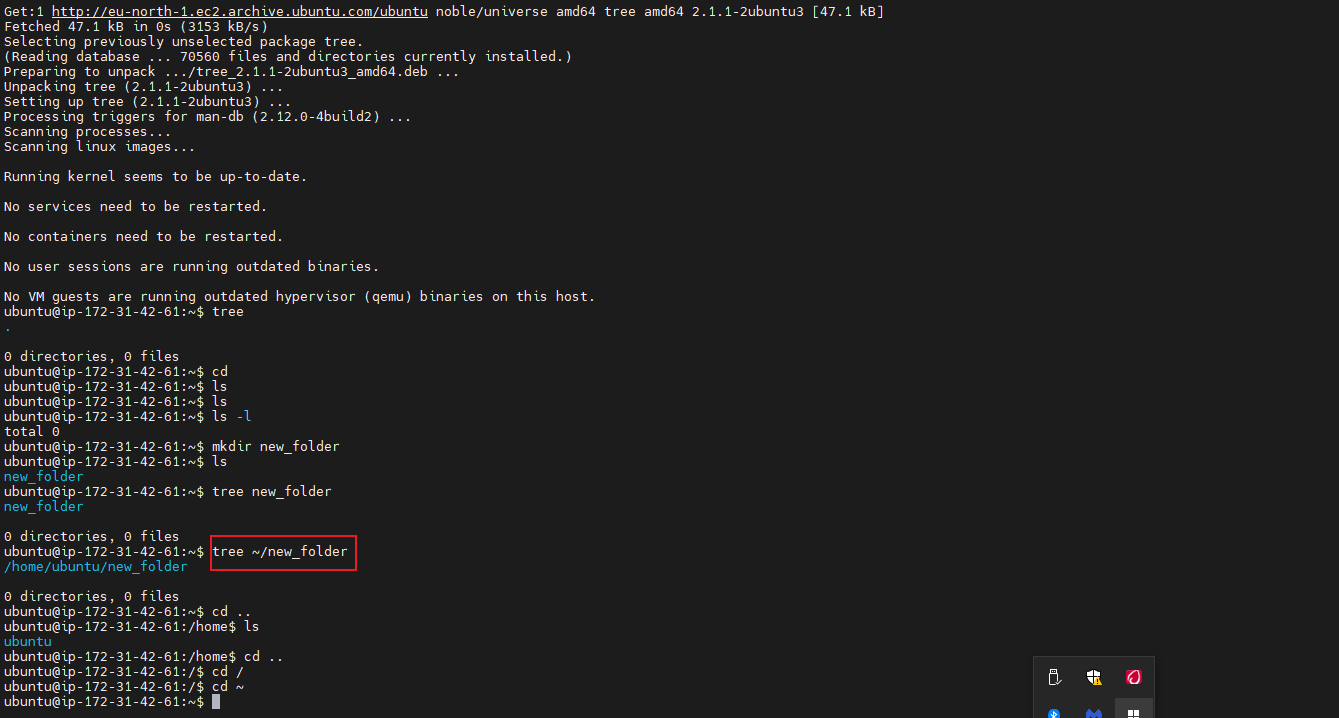 Get:1 http://eu-north-1.ec2.archive.ubuntu.com/ubuntu noble/universe amd64 tree amd64 2.1.1-2ubuntu3 [47.1 kB]
Fetched 47.1 kB in 0s (3153 kB/s)
Selecting previously unselected package tree.
(Reading database ... 70560 files and directories currently installed.)
Preparing to unpack .../tree_2.1.1-2ubuntu3_amd64.deb ...
Unpacking tree (2.1.1-2ubuntu3) ...
Setting up tree (2.1.1-2ubuntu3) ...
Processing triggers for man-db (2.12.0-4build2) ...
Scanning processes...
Scanning linux images...
Running kernel seems to be up-to-date.
No services need to be restarted.
No containers need to be restarted.
No user sessions are running outdated binaries.
No VM guests are running outdated hypervisor (qemu) binaries on this host.
ubuntu@ip-172-31-42-61:~$ tree
.
0 directories, 0 files
ubuntu@ip-172-31-42-61:~$ cd
ubuntu@ip-172-31-42-61:~$ ls
ubuntu@ip-172-31-42-61:~$ ls
ubuntu@ip-172-31-42-61:~$ ls -l
total 0
ubuntu@ip-172-31-42-61:~$ mkdir new_folder
ubuntu@ip-172-31-42-61:~$ ls
new_folder
ubuntu@ip-172-31-42-61:~$ tree new_folder
new_folder
0 directories, 0 files
ubuntu@ip-172-31-42-61:~$ tree ~/new_folder
/home/ubuntu/new_folder
0 directories, 0 files
ubuntu@ip-172-31-42-61:~$ cd ..
ubuntu@ip-172-31-42-61:/home$ ls
ubuntu
ubuntu@ip-172-31-42-61:/home$ cd ..
ubuntu@ip-172-31-42-61:/$ cd /
ubuntu@ip-172-31-42-61:/$ cd ~
ubuntu@ip-172-31-42-61:~$